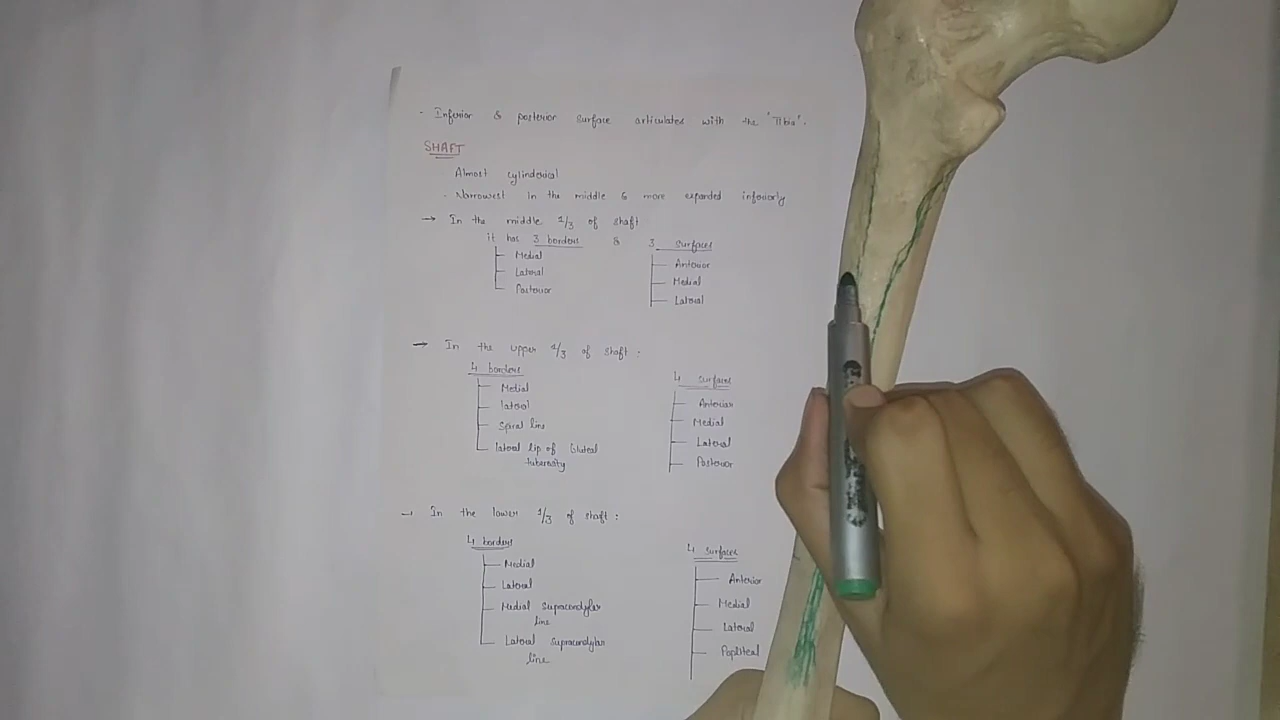 - Inferior & posterior surface articulates with the 'Tibia'.
SHAFT
Almost cylinderical
- Narrowest in the middle & more expanded inferiorly
→ In the middle 1/3 of shaft
it has 3 borders & 3 surfaces
Medial
Lateral
Posterior
Anterior
Medial
Lateral
→ In the upper 1/3 of shaft :
4 borders
Medial
lateral
Spiral line
lateral lip of Gluteal
tuberosity
4 surfaces
Anterior
Medial
Lateral
Posterior
→ In the lower 1/3 of shaft :
4 borders
Medial
Lateral
Medial Supracondylar
line
Lateral Supracondylar
line
4 surfaces
Anterior
Medial
Lateral
Popliteal